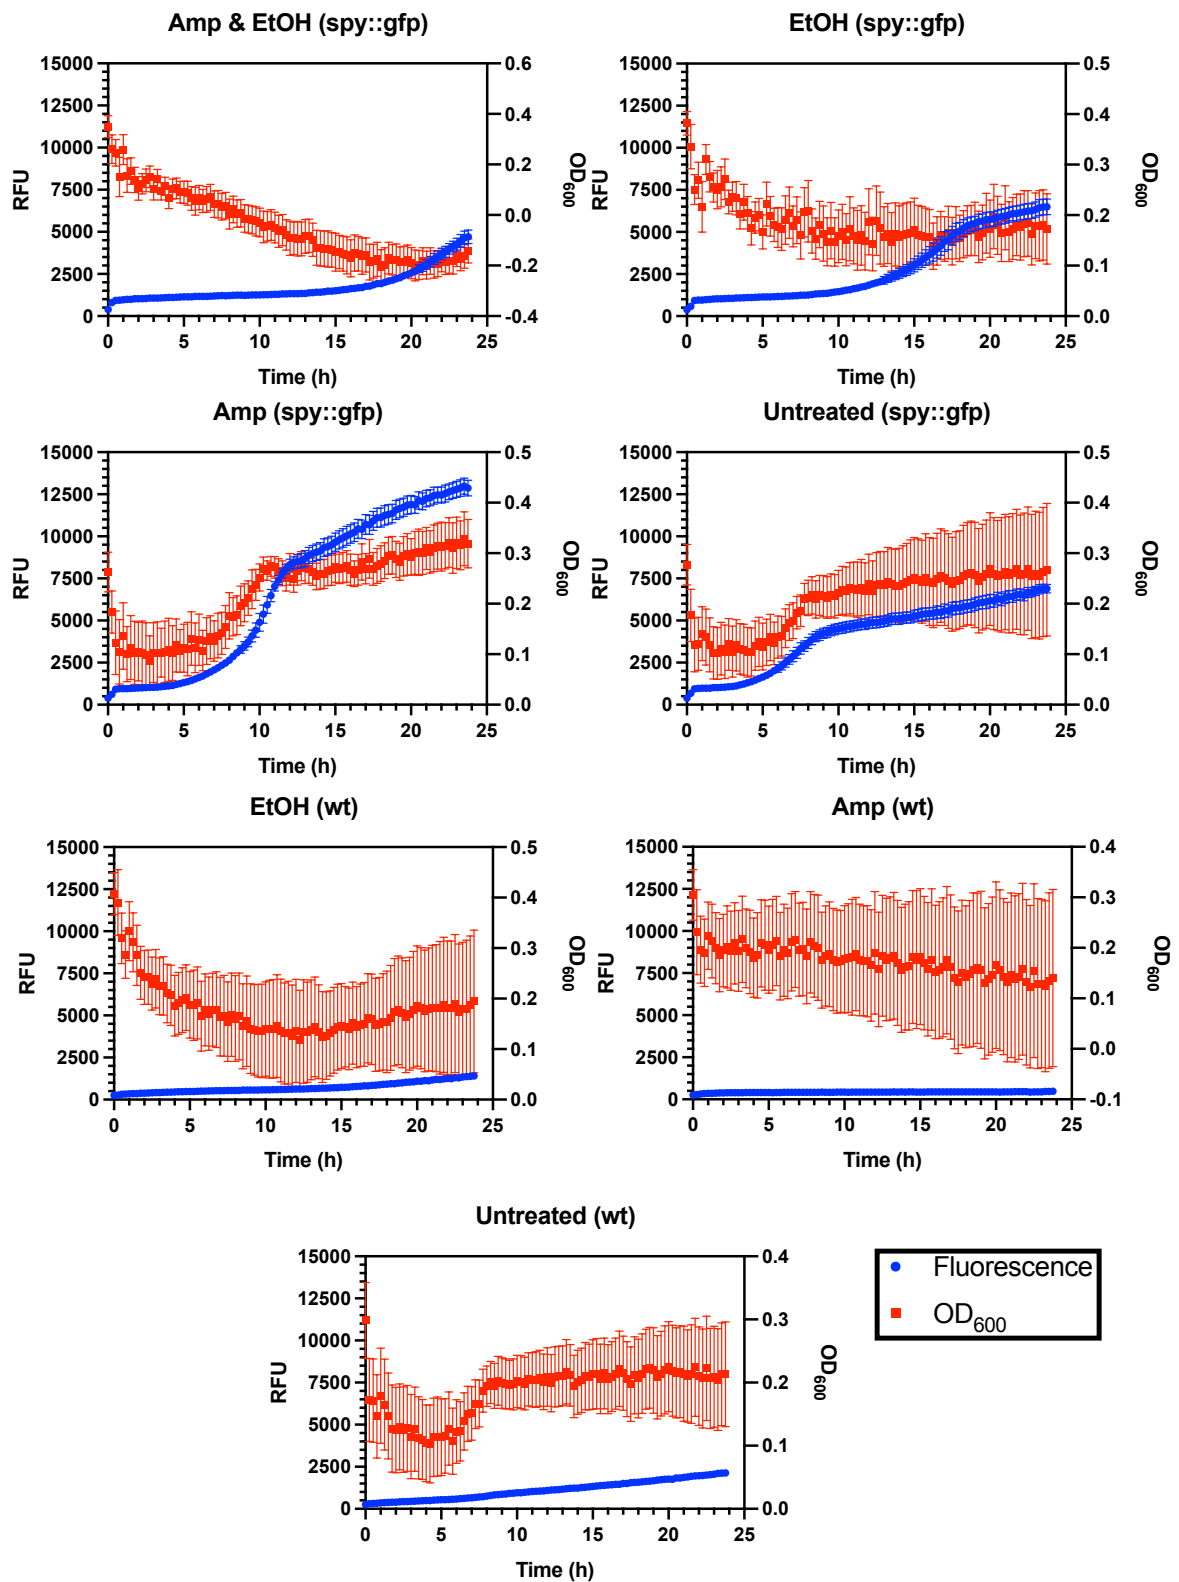 Amp & EtOH (spy::gfp)
15000
12500
10000
7500
5000
2500
0
RFU
0.6
0.4
0.2
0.0
-0.2
-0.4
OD600
0 5 10 15 20 25
Time (h)
EtOH (spy::gfp)
15000
12500
10000
7500
5000
2500
0
RFU
0.5
0.4
0.3
0.2
0.1
0.0
OD600
0 5 10 15 20 25
Time (h)
Amp (spy::gfp)
15000
12500
10000
7500
5000
2500
0
RFU
0.5
0.4
0.3
0.2
0.1
0.0
OD600
0 5 10 15 20 25
Time (h)
Untreated (spy::gfp)
15000
12500
10000
7500
5000
2500
0
RFU
0.5
0.4
0.3
0.2
0.1
0.0
OD600
0 5 10 15 20 25
Time (h)
EtOH (wt)
15000
12500
10000
7500
5000
2500
0
RFU
0.5
0.4
0.3
0.2
0.1
0.0
OD600
0 5 10 15 20 25
Time (h)
Amp (wt)
15000
12500
10000
7500
5000
2500
0
RFU
0.4
0.3
0.2
0.1
0.0
-0.1
OD600
0 5 10 15 20 25
Time (h)
Untreated (wt)
15000
12500
10000
7500
5000
2500
0
RFU
0.4
0.3
0.2
0.1
0.0
OD600
0 5 10 15 20 25
Time (h)
Fluorescence
OD600